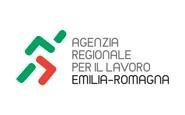 AGENZIA
REGIONALE
PER IL LAVORO
EMILIA-ROMAGNA